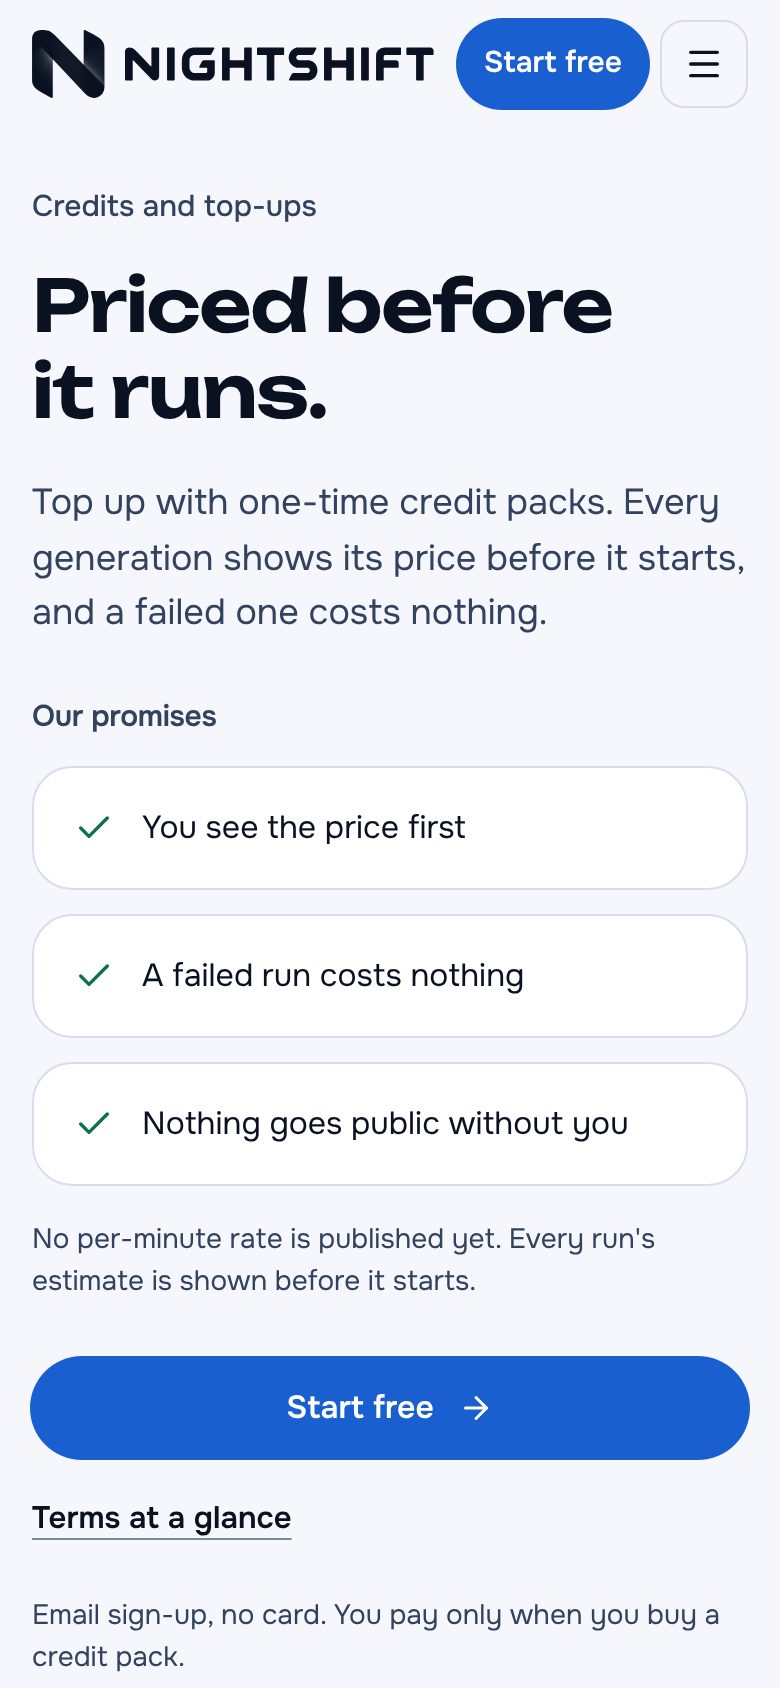 NIGHTSHIFT
Start free
Credits and top-ups
Priced before
it runs.
Top up with one-time credit packs. Every
generation shows its price before it starts,
and a failed one costs nothing.
Our promises
You see the price first
A failed run costs nothing
Nothing goes public without you
No per-minute rate is published yet. Every run's
estimate is shown before it starts.
Start free
Terms at a glance
Email sign-up, no card. You pay only when you buy a
credit pack.